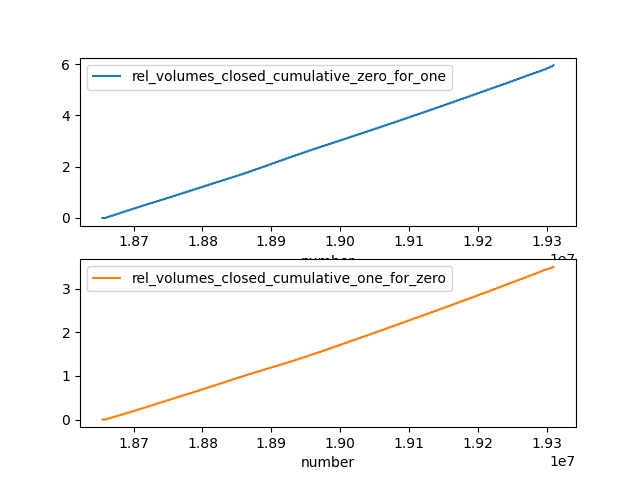 6
rel_volumes_closed_cumulative_zero_for_one
4
2
0
1.87 1.88 1.89 1.90 1.91 1.92 1.93
number 1e7
rel_volumes_closed_cumulative_one_for_zero
3
2
1
0
1.87 1.88 1.89 1.90 1.91 1.92 1.93
number 1e7